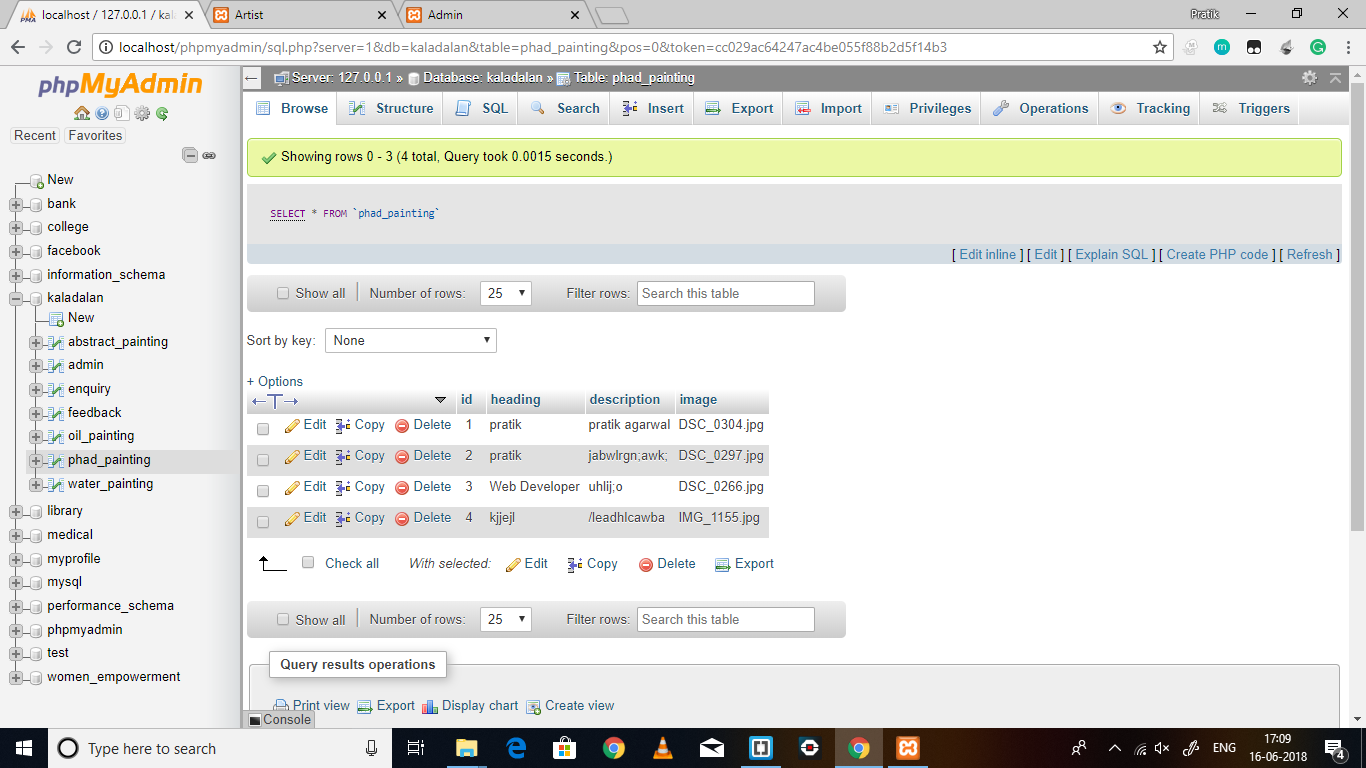 localhost / 127.0.0.1 / kala
Artist
Admin
Pratik
localhost/phpmyadmin/sql.php?server=1&db=kaladalan&table=phad_painting&pos=0&token=cc029ac64247ac4be055f88b2d5f14b3
phpMyAdmin
Recent
Favorites
New
bank
college
facebook
information_schema
kaladalan
New
abstract_painting
admin
enquiry
feedback
oil_painting
phad_painting
water_painting
library
medical
myprofile
mysql
performance_schema
phpmyadmin
test
women_empowerment
Server: 127.0.0.1 » Database: kaladalan » Table: phad_painting
Browse Structure SQL Search Insert Export Import Privileges Operations Tracking Triggers
Showing rows 0 - 3 (4 total, Query took 0.0015 seconds.)
SELECT * FROM `phad_painting`
[ Edit inline ] [ Edit ] [ Explain SQL ] [ Create PHP code ] [ Refresh ]
Show all Number of rows: 25 Filter rows: Search this table
Sort by key: None
+ Options
id heading description image
Edit Copy Delete 1 pratik pratik agarwal DSC_0304.jpg
Edit Copy Delete 2 pratik jabwlrgn;awk; DSC_0297.jpg
Edit Copy Delete 3 Web Developer uhlij;o DSC_0266.jpg
Edit Copy Delete 4 kjjejl /leadhlcawba IMG_1155.jpg
Check all With selected: Edit Copy Delete Export
Show all Number of rows: 25 Filter rows: Search this table
Query results operations
Print view Export Display chart Create view
Console
Type here to search
ENG
17:09
16-06-2018
4